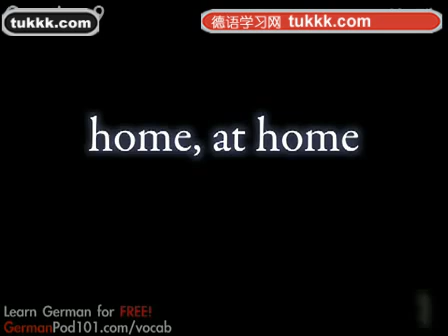 tukkk.com
德语学习网 tukkk.com
home, at home
Learn German for FREE!
GermanPod101.com/vocab